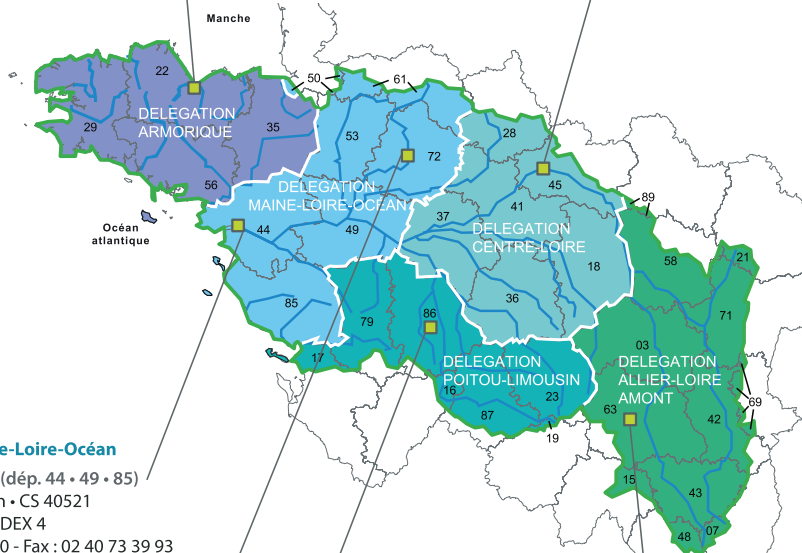 Manche
50
61
22
DELEGATION
ARMORIQUE
29
35
53
72
28
56
DELEGATION
MAINE-LOIRE-OCÉAN
45
41
89
Océan
atlantique
44
49
37
DELEGATION
CENTRE-LOIRE
58
21
18
85
79
86
36
71
03
17
DELEGATION
POITOU-LIMOUSIN
DELEGATION
ALLIER-LOIRE
AMONT
16
23
87
19
63
42
69
15
43
48
07
e-Loire-Océan
(dép. 44 • 49 • 85)
n • CS 40521
DEX 4
0 - Fax : 02 40 73 39 93